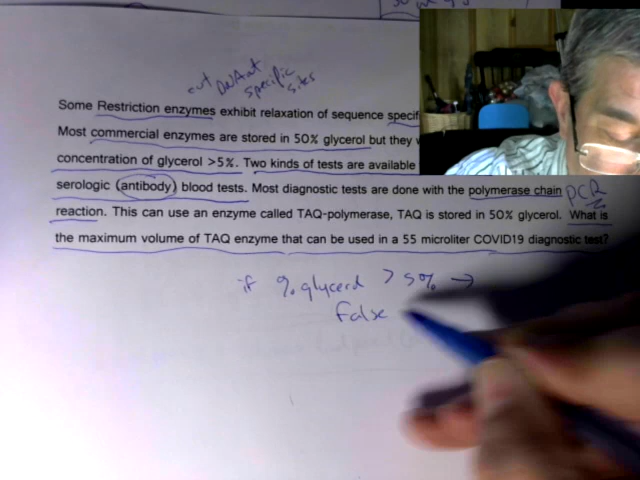 cut DNA at
specific
sites
Some Restriction enzymes exhibit relaxation of sequence specif
Most commercial enzymes are stored in 50% glycerol but they
concentration of glycerol >5%. Two kinds of tests are available
serologic (antibody) blood tests. Most diagnostic tests are done with the polymerase chain
PCR
reaction. This can use an enzyme called TAQ-polymerase, TAQ is stored in 50% glycerol. What is
the maximum volume of TAQ enzyme that can be used in a 55 microliter COVID19 diagnostic test?
if % glycerol > 5% →
False